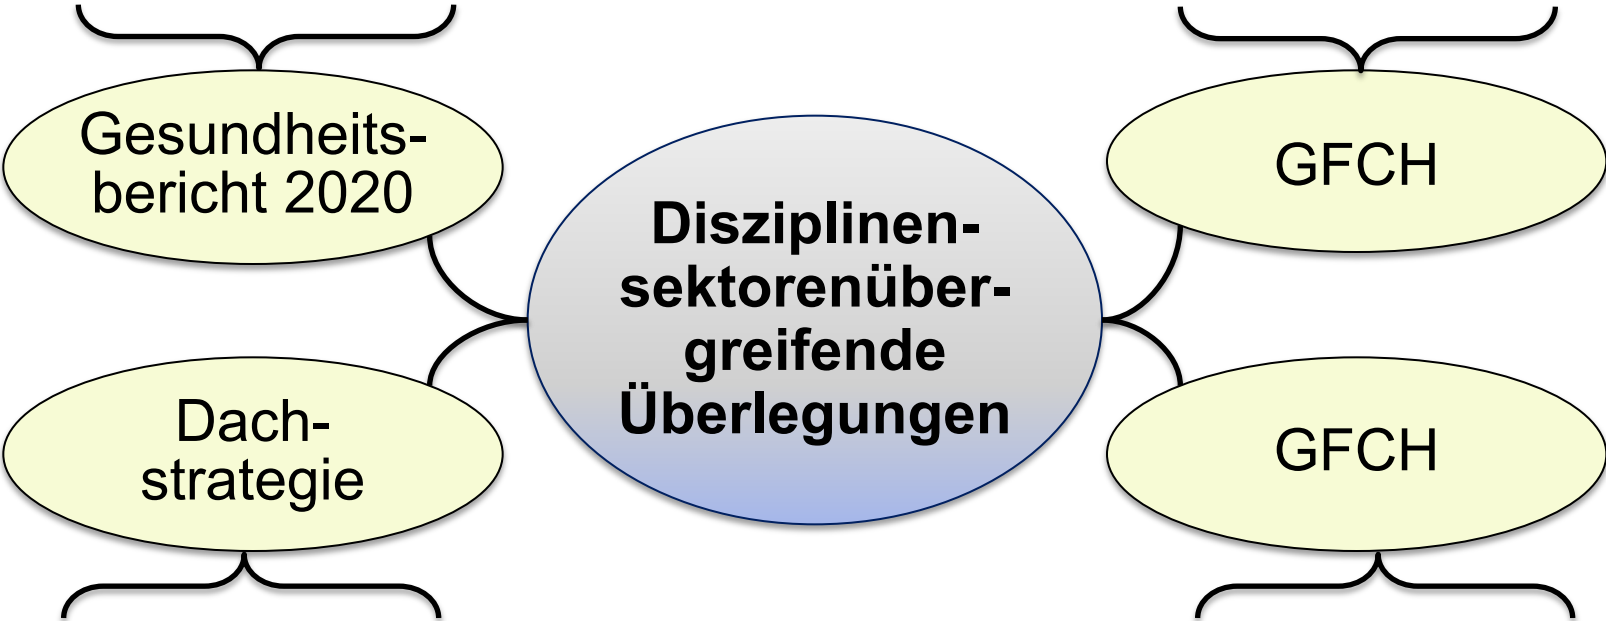 Gesundheits-
bericht 2020
GFCH
Disziplinen-
sektorenüber-
greifende
Überlegungen
Dach-
strategie
GFCH